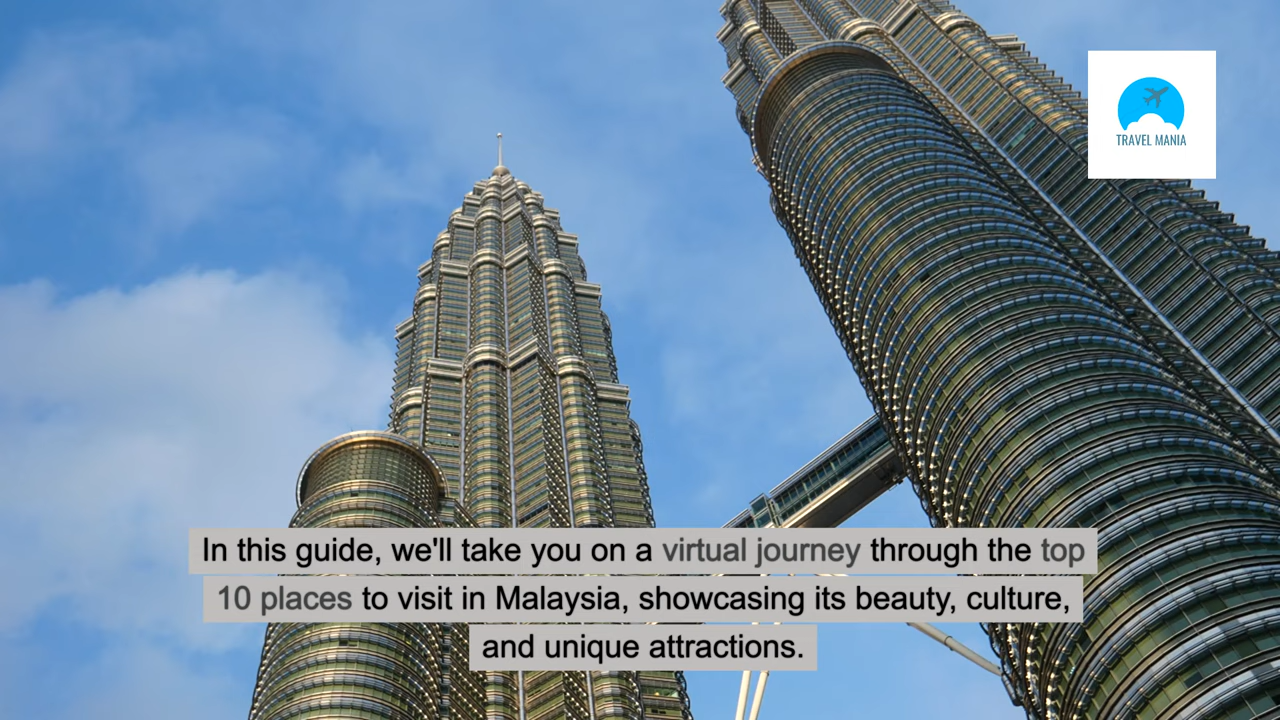 TRAVEL MANIA
In this guide, we'll take you on a virtual journey through the top
10 places to visit in Malaysia, showcasing its beauty, culture,
and unique attractions.